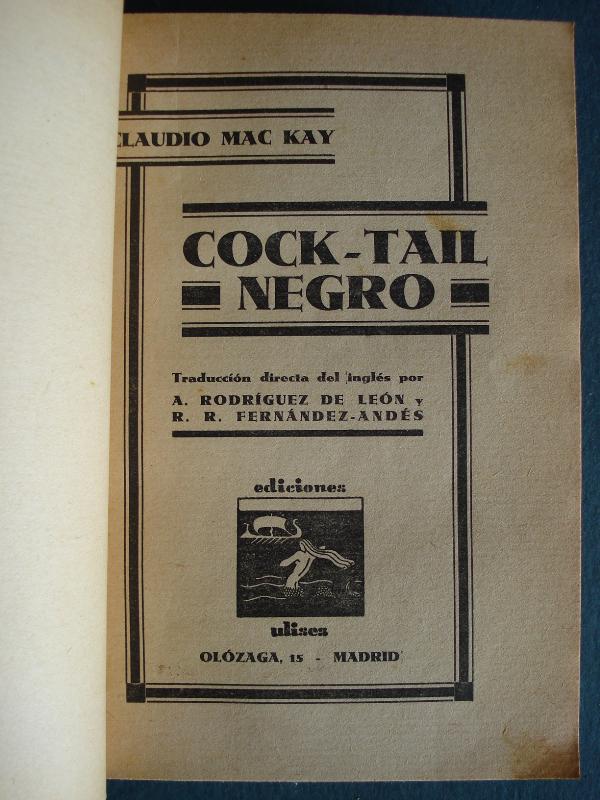 CLAUDIO MAC KAY
COCK-TAIL
NEGRO
Traducción directa del inglés por
A. RODRÍGUEZ DE LEÓN y
R. R. FERNÁNDEZ-ANDÉS
ediciones
ulises
OLÓZAGA, 15 - MADRID